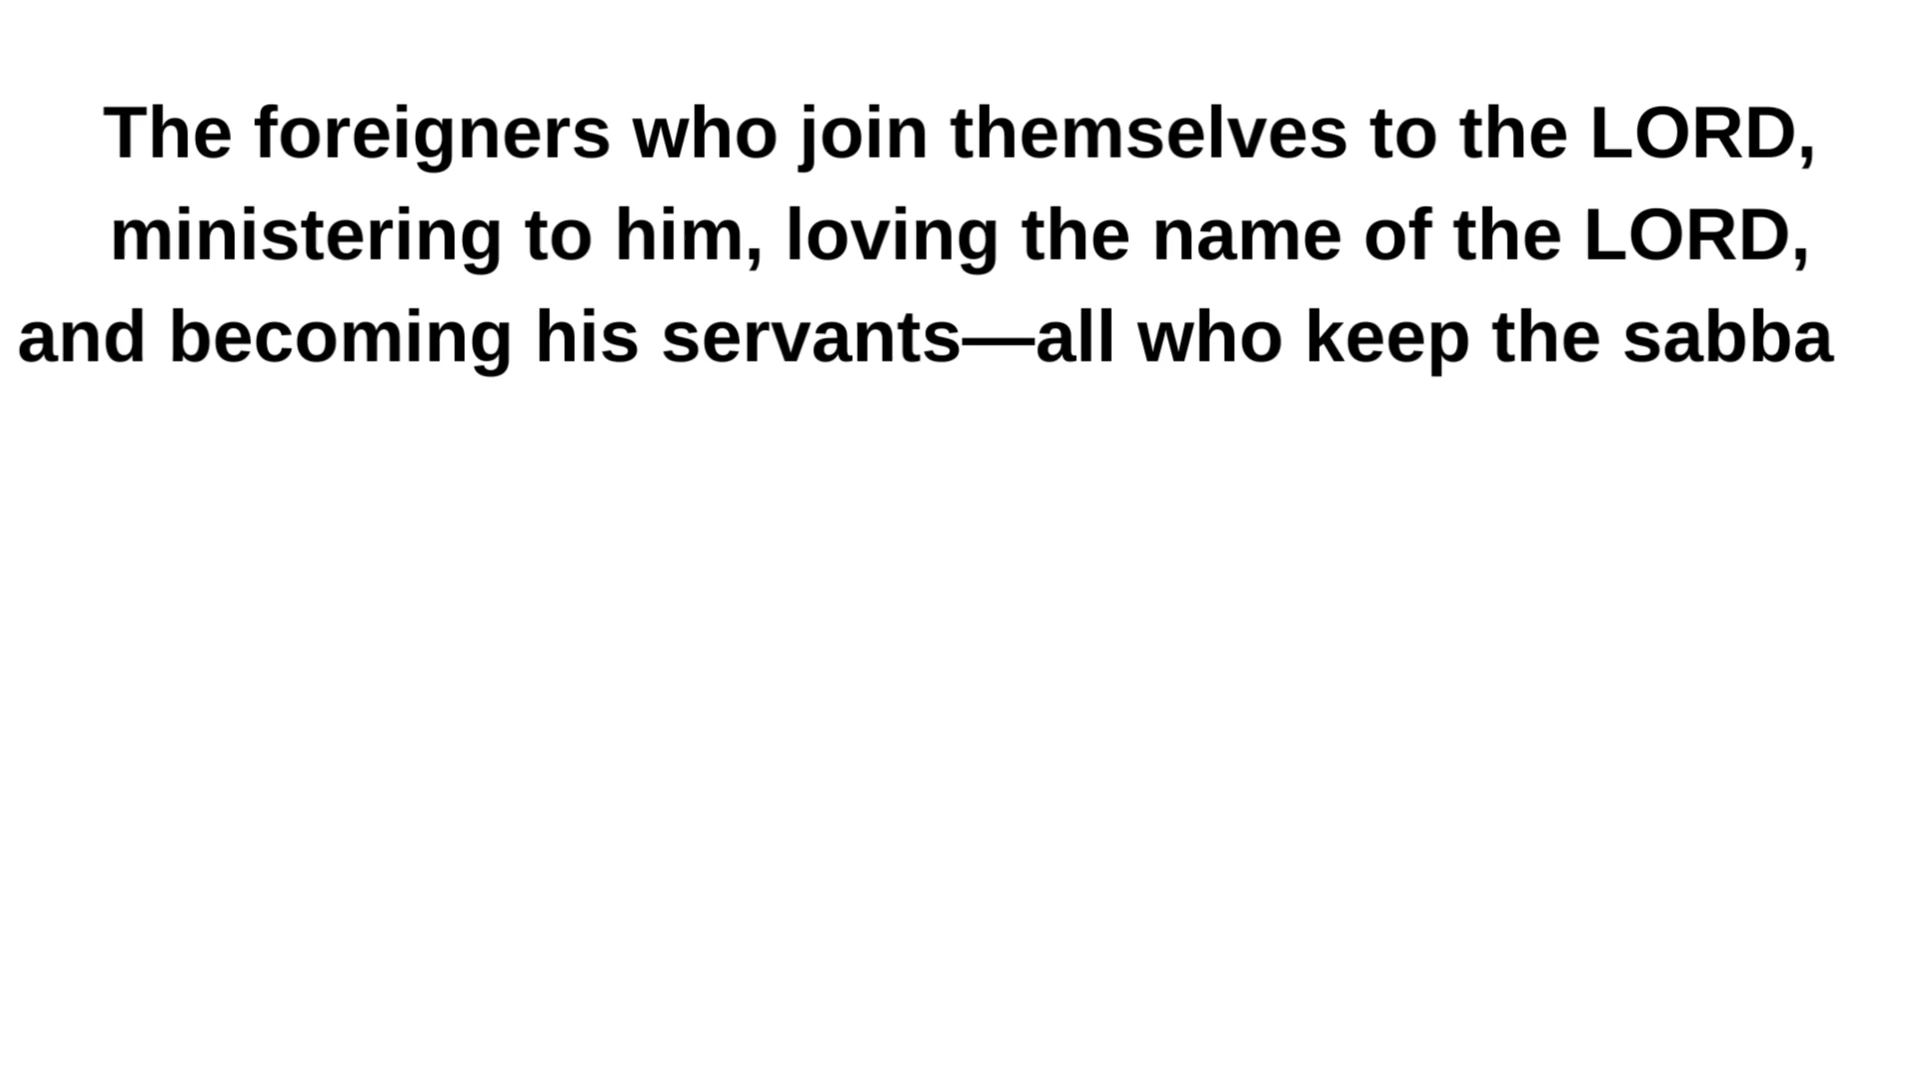 The foreigners who join themselves to the LORD,
ministering to him, loving the name of the LORD,
and becoming his servants—all who keep the sabba